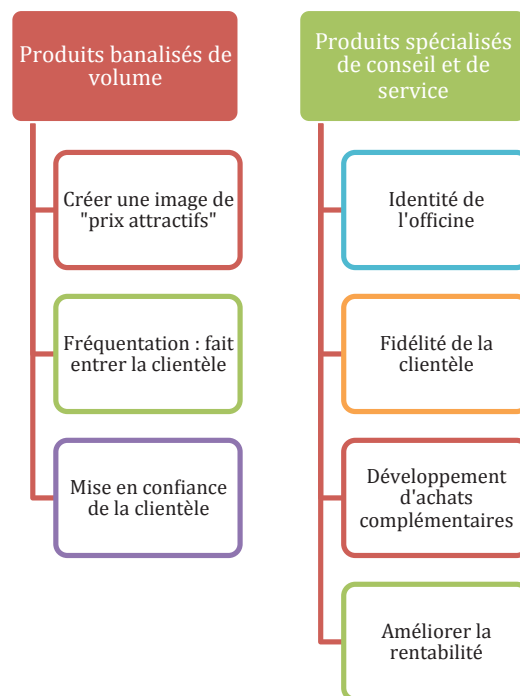 Produits banalisés de
volume
Créer une image de
"prix attractifs"
Fréquentation : fait
entrer la clientèle
Mise en confiance
de la clientèle
Produits spécialisés
de conseil et de
service
Identité de
l'officine
Fidélité de la
clientèle
Développement
d'achats
complémentaires
Améliorer la
rentabilité